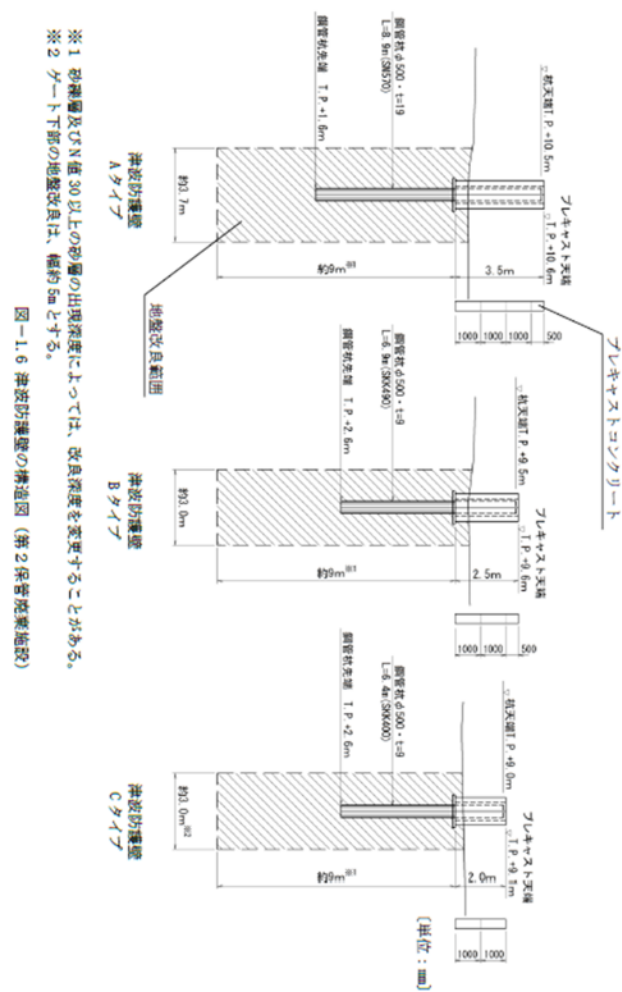 プレキャストコンクリート
プレキャスト天端
▽T.P.+10.6m
▽杭天端T.P.+10.5m
鋼管杭φ500・t=19
L=8.9m(SM570)
鋼管杭先端 T.P.+1.6m
3.5m
約9m※1
約3.7m
500
1000
1000
1000
地盤改良範囲
津波防護壁
Aタイプ
プレキャスト天端
▽T.P.+9.6m
▽杭天端T.P.+9.5m
鋼管杭φ500・t=9
L=6.9m(SKK490)
鋼管杭先端 T.P.+2.6m
2.5m
約9m※1
約3.0m
500
1000
1000
津波防護壁
Bタイプ
プレキャスト天端
▽T.P.+9.1m
▽杭天端T.P.+9.0m
鋼管杭φ500・t=9
L=6.4m(SKK400)
鋼管杭先端 T.P.+2.6m
2.0m
約9m※1
約3.0m※2
1000
1000
津波防護壁
Cタイプ
〔単位:mm〕
※1 砂礫層及びN値30以上の砂層の出現深度によっては、改良深度を変更することがある。
※2 ゲート下部の地盤改良は、幅約5mとする。
図-1.6 津波防護壁の構造図(第2保管廃棄施設)